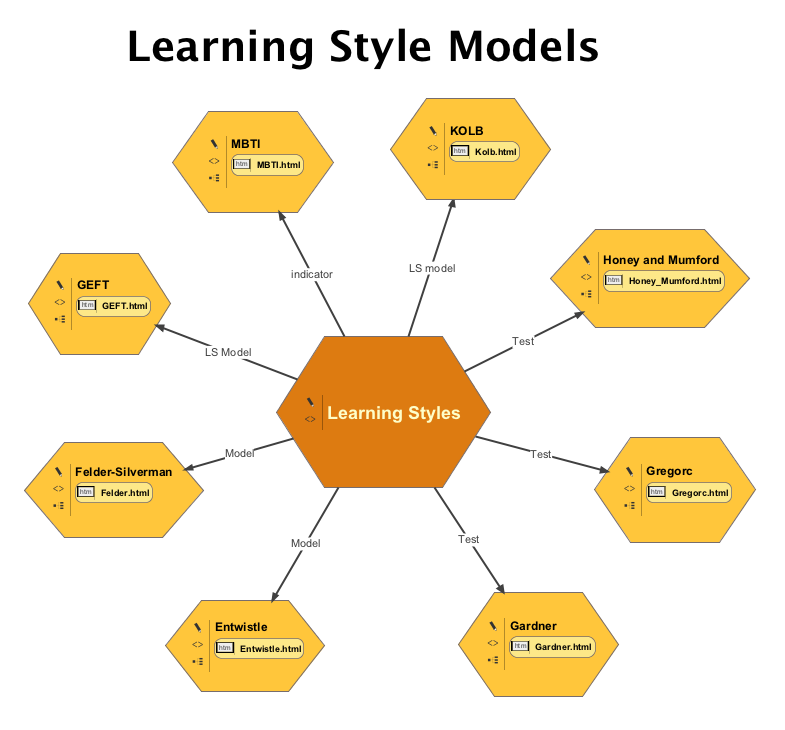 Learning Style Models
MBTI
htm MBTI.html
KOLB
htm Kolb.html
indicator
LS model
Honey and Mumford
htm Honey_Mumford.html
GEFT
htm GEFT.html
LS Model
Test
<> Learning Styles
Felder-Silverman
htm Felder.html
Model
Test
Gregorc
htm Gregorc.html
Model
Test
Entwistle
htm Entwistle.html
Gardner
htm Gardner.html